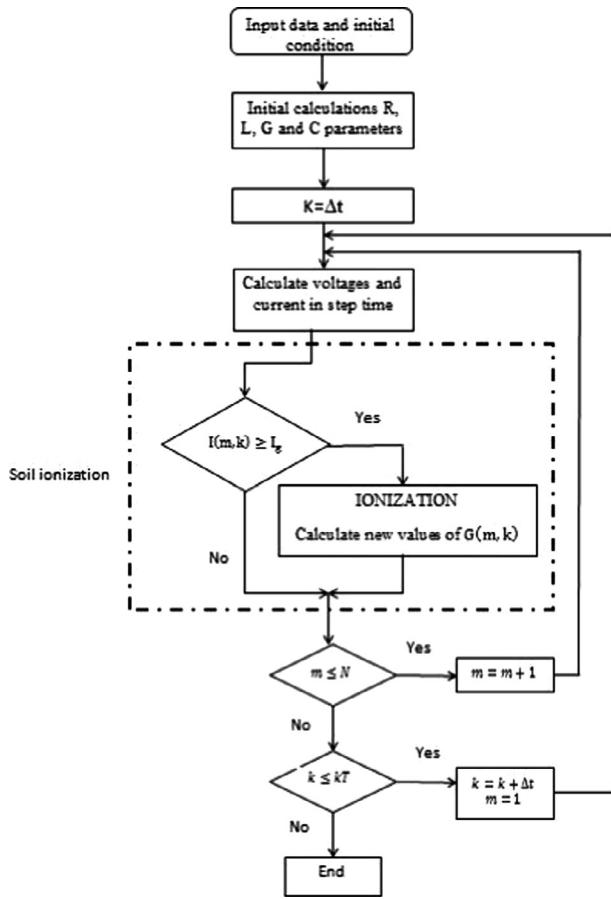 Input data and initial
condition
Initial calculations R,
L, G and C parameters
K=Δt
Calculate voltages and
current in step time
Soil ionization
I(m,k) ≥ I_g
Yes
IONIZATION
Calculate new values of G(m, k)
No
m ≤ N
Yes
m = m + 1
No
k ≤ kT
Yes
k = k + Δt
m = 1
No
End